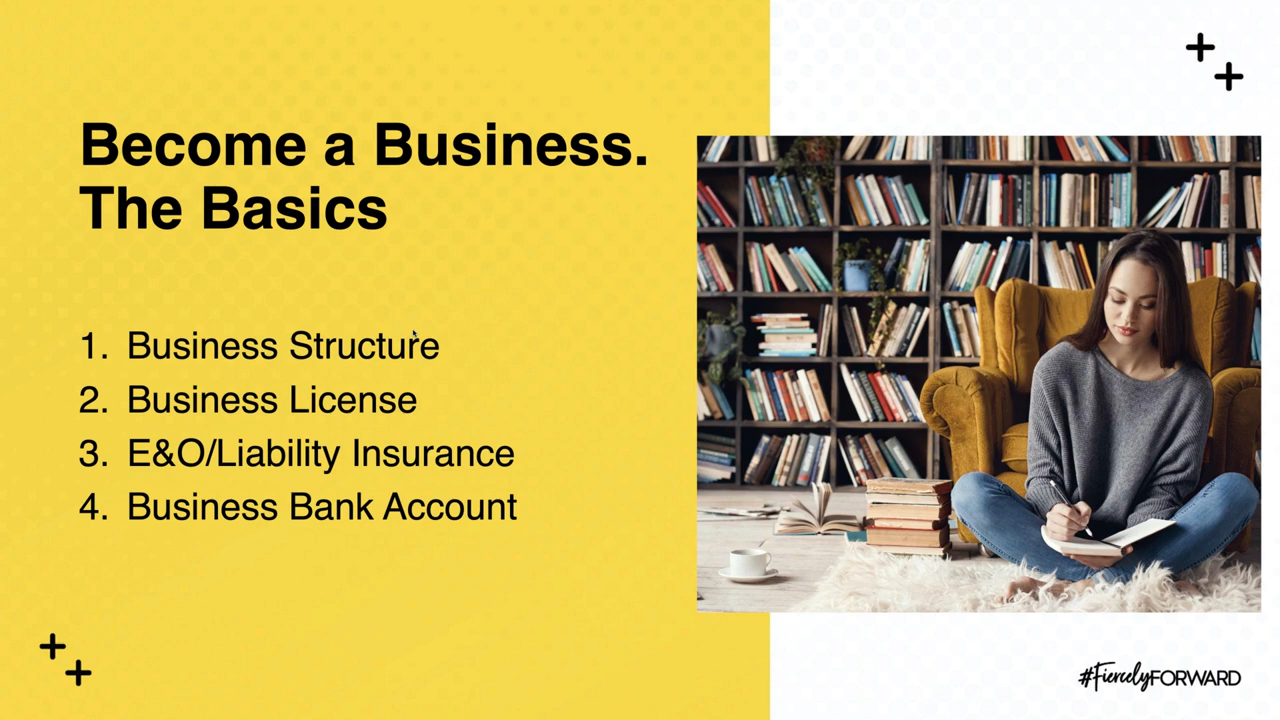 Become a Business.
The Basics
1. Business Structure
2. Business License
3. E&O/Liability Insurance
4. Business Bank Account
#FiercelyFORWARD